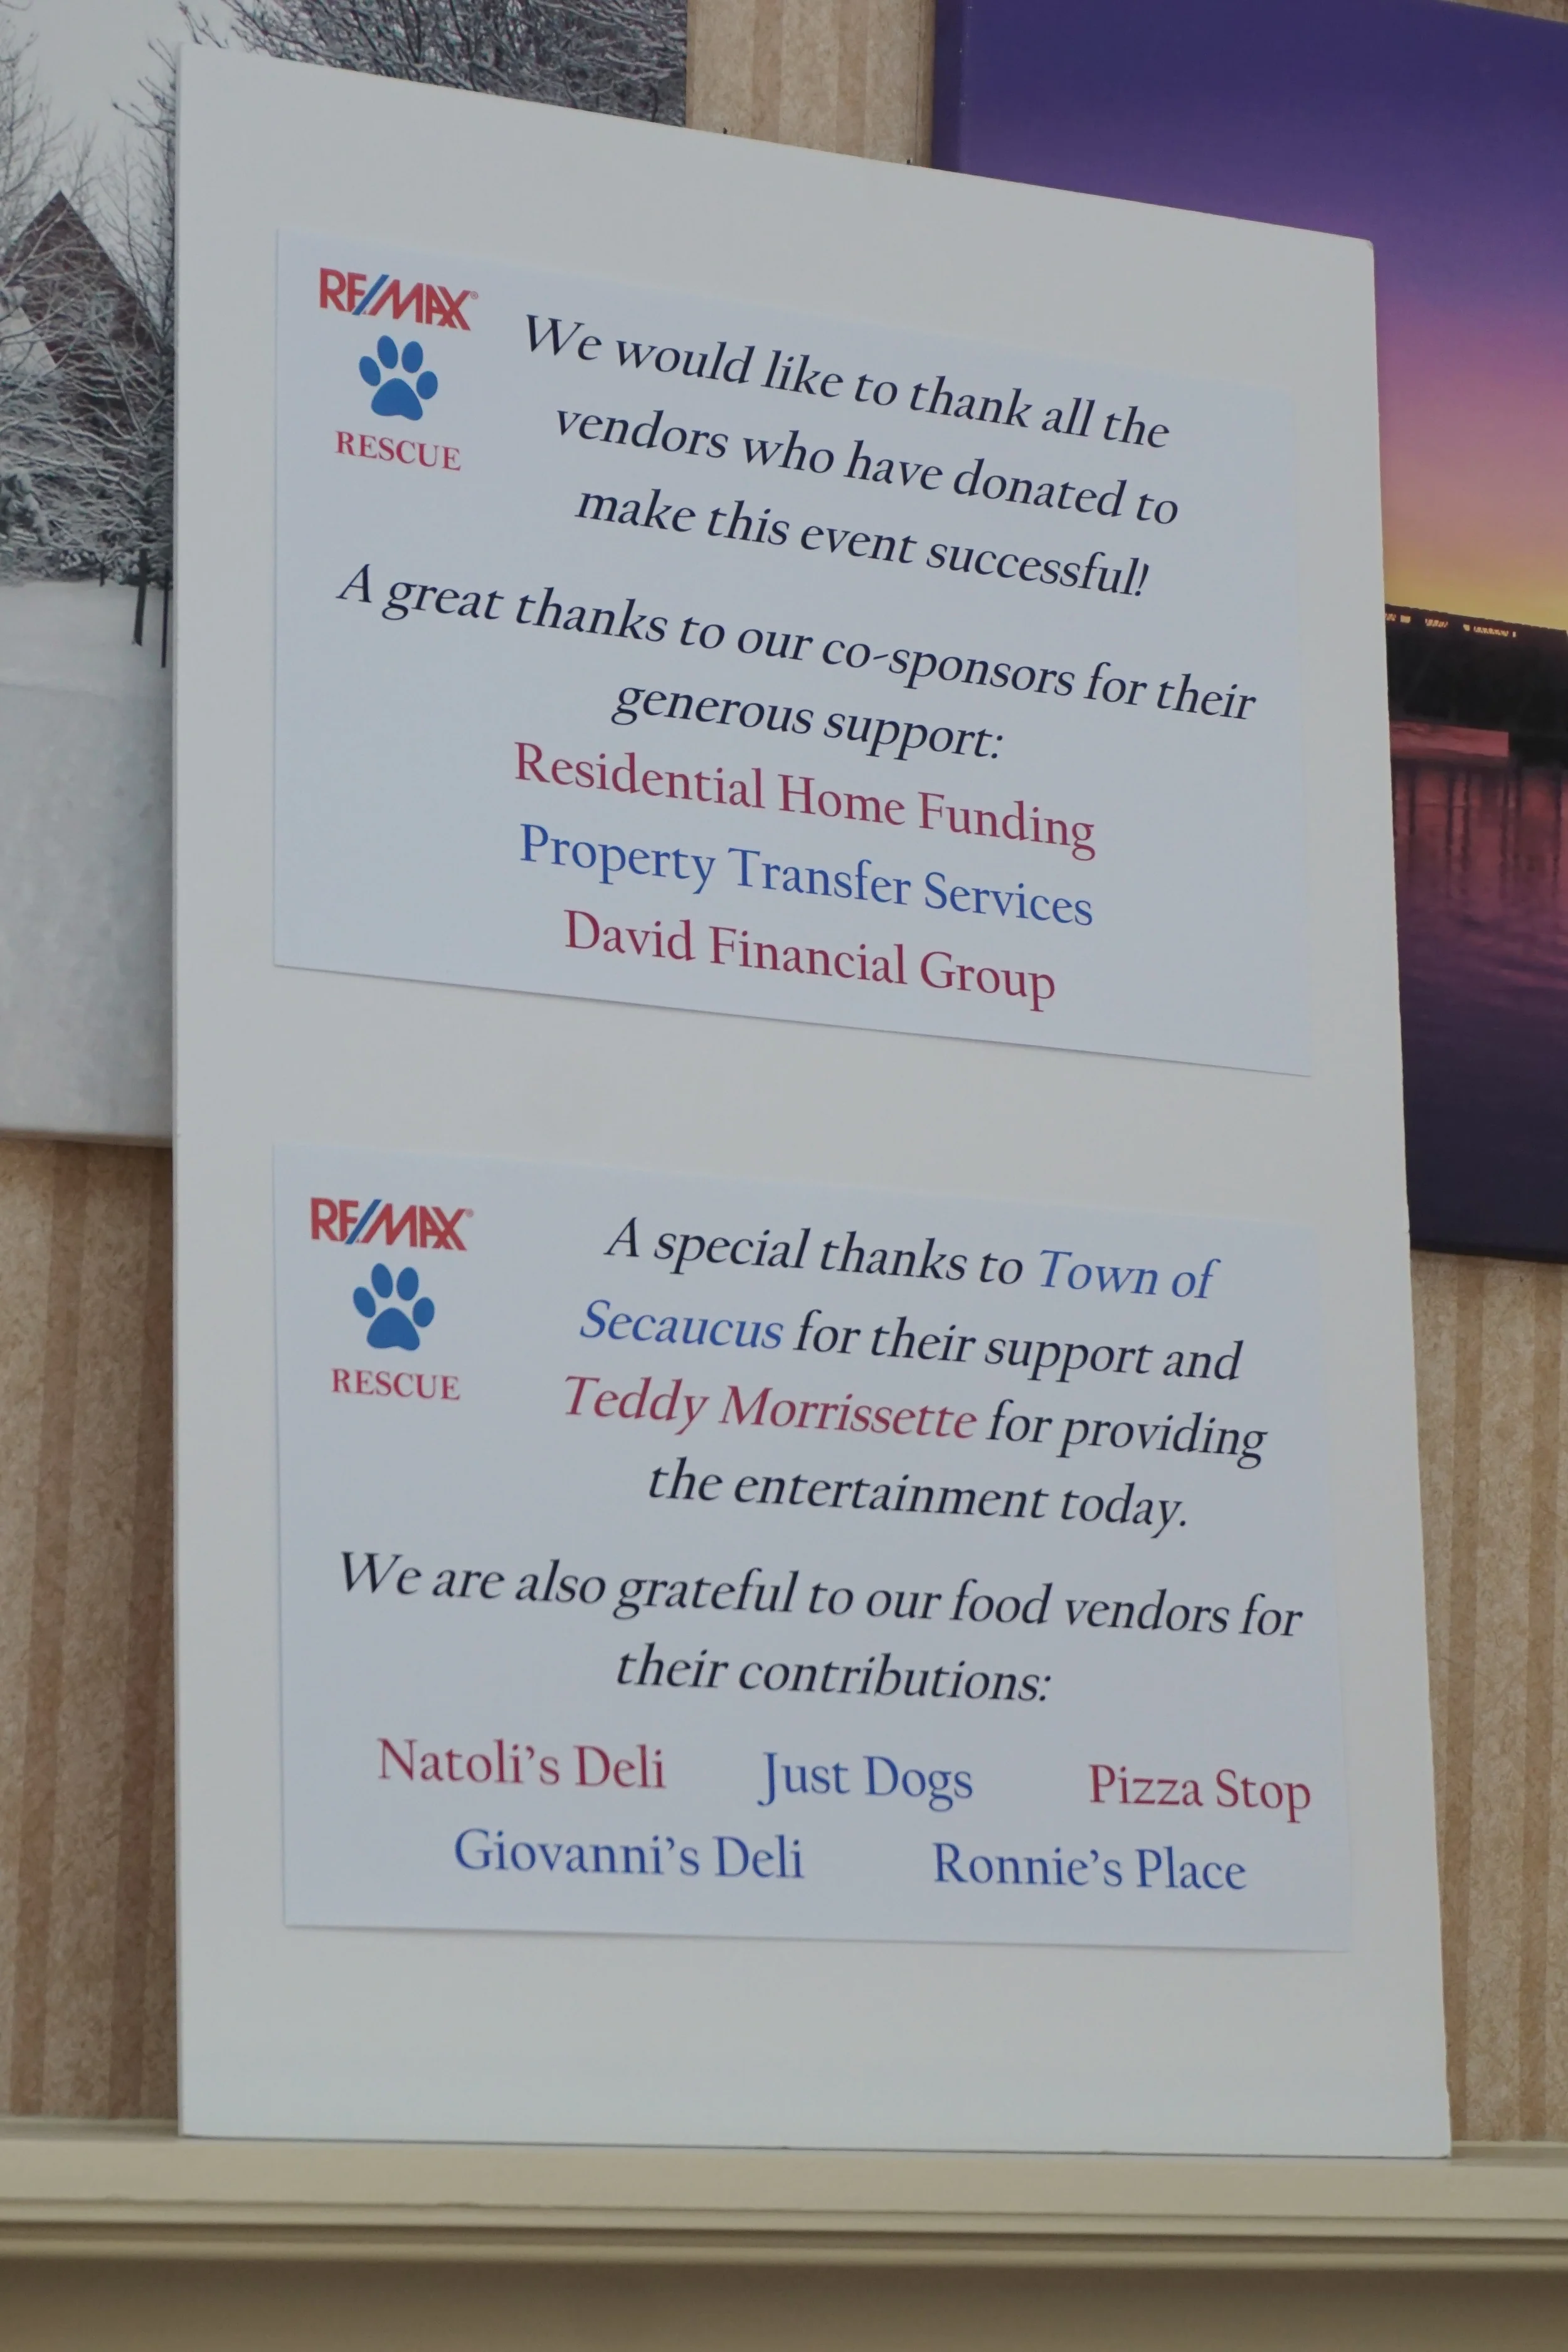 RE/MAX®
RESCUE
We would like to thank all the
vendors who have donated to
make this event successful!
A great thanks to our co-sponsors for their
generous support:
Residential Home Funding
Property Transfer Services
David Financial Group
RE/MAX®
RESCUE
A special thanks to Town of
Secaucus for their support and
Teddy Morrissette for providing
the entertainment today.
We are also grateful to our food vendors for
their contributions:
Natoli’s Deli Just Dogs Pizza Stop
Giovanni’s Deli Ronnie’s Place